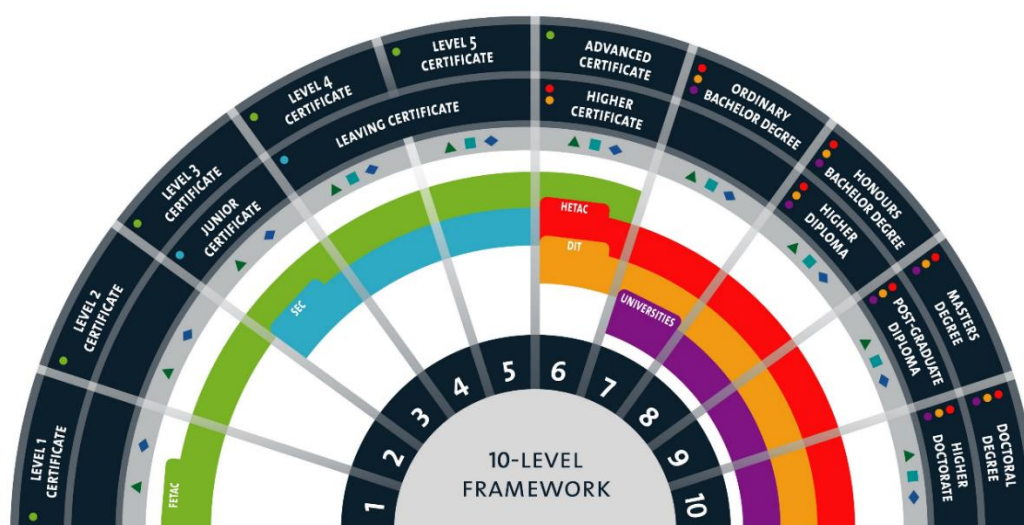 LEVEL 1
CERTIFICATE
LEVEL 2
CERTIFICATE
LEVEL 3
CERTIFICATE
LEVEL 4
CERTIFICATE
LEVEL 5
CERTIFICATE
ADVANCED
CERTIFICATE
ORDINARY
BACHELOR DEGREE
HONOURS
BACHELOR DEGREE
MASTERS
DEGREE
DOCTORAL
DEGREE
JUNIOR
CERTIFICATE
LEAVING CERTIFICATE
HIGHER
CERTIFICATE
HIGHER
DIPLOMA
POST-GRADUATE
DIPLOMA
HIGHER
DOCTORATE
FETAC
SEC
HETAC
DIT
UNIVERSITIES
1
2
3
4
5
6
7
8
9
10
10-LEVEL
FRAMEWORK